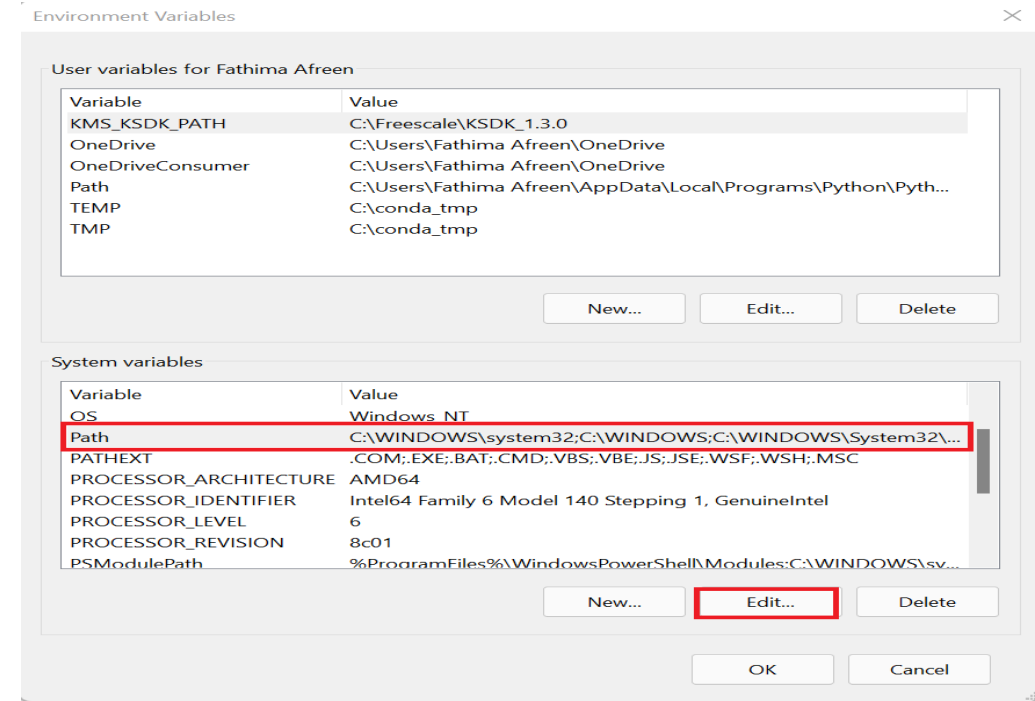 Environment Variables
User variables for Fathima Afreen
Variable Value
KMS_KSDK_PATH C:\Freescale\KSDK_1.3.0
OneDrive C:\Users\Fathima Afreen\OneDrive
OneDriveConsumer C:\Users\Fathima Afreen\OneDrive
Path C:\Users\Fathima Afreen\AppData\Local\Programs\Python\Pyth...
TEMP C:\conda_tmp
TMP C:\conda_tmp
New... Edit... Delete
System variables
Variable Value
OS Windows_NT
Path C:\WINDOWS\system32;C:\WINDOWS;C:\WINDOWS\System32\...
PATHEXT .COM;.EXE;.BAT;.CMD;.VBS;.VBE;.JS;.JSE;.WSF;.WSH;.MSC
PROCESSOR_ARCHITECTURE AMD64
PROCESSOR_IDENTIFIER Intel64 Family 6 Model 140 Stepping 1, GenuineIntel
PROCESSOR_LEVEL 6
PROCESSOR_REVISION 8c01
PSModulePath %ProgramFiles%\WindowsPowerShell\Modules;C:\WINDOWS\sy...
New... Edit... Delete
OK Cancel